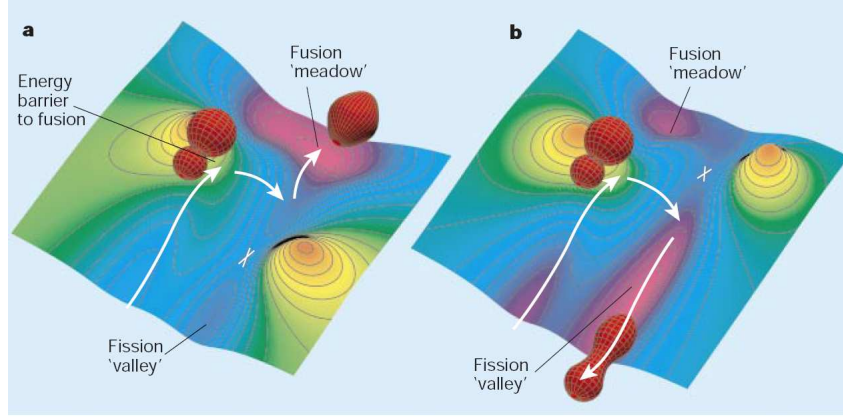 a
Fusion
'meadow'
Energy
barrier
to fusion
X
Fission
'valley'
b
Fusion
'meadow'
X
Fission
'valley'